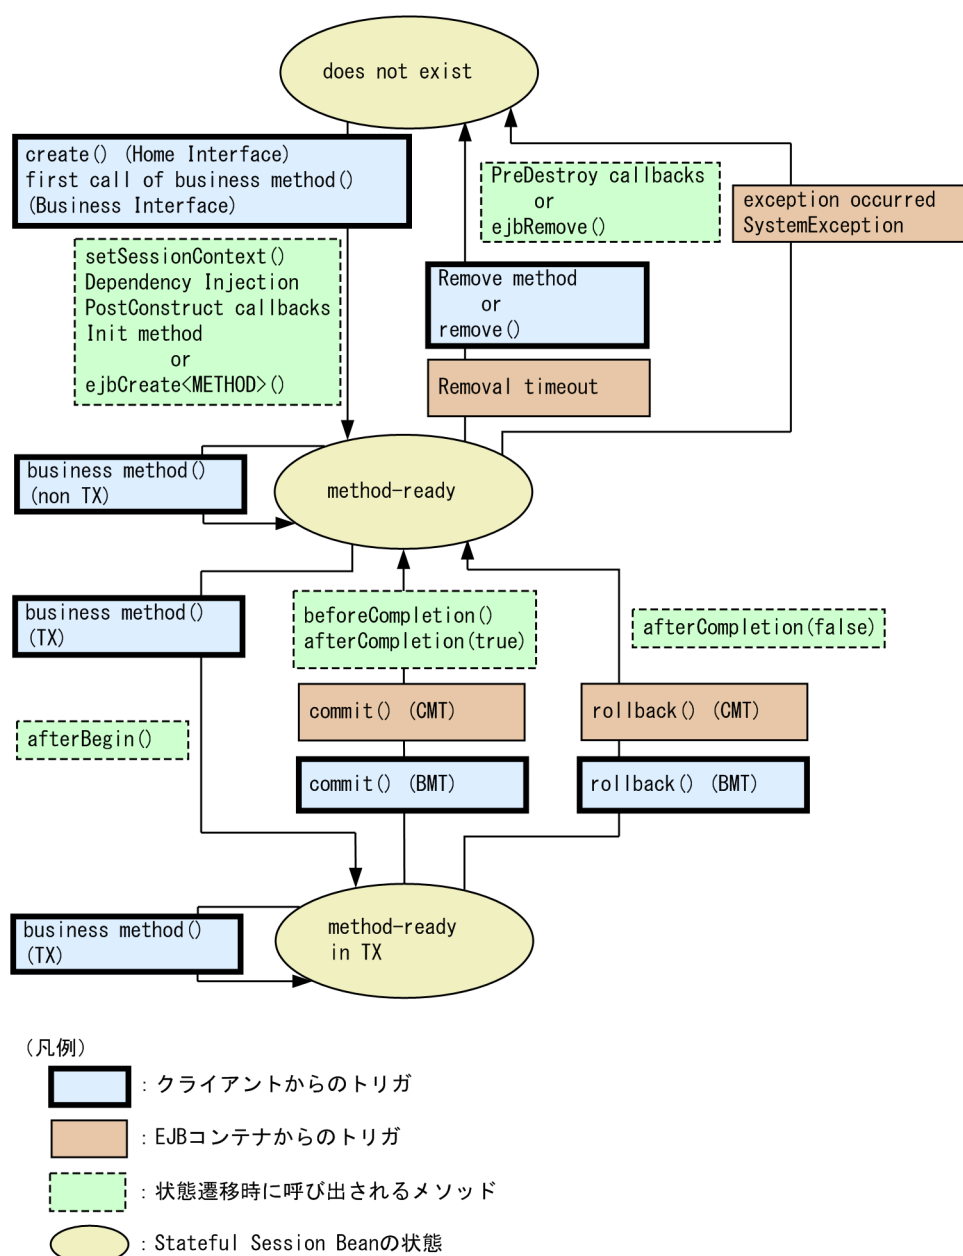 does not exist
create() (Home Interface)
first call of business method()
(Business Interface)
PreDestroy callbacks
or
ejbRemove()
exception occurred
SystemException
setSessionContext()
Dependency Injection
PostConstruct callbacks
Init method
or
ejbCreate<METHOD>()
Remove method
or
remove()
Removal timeout
business method()
(non TX)
method-ready
business method()
(TX)
beforeCompletion()
afterCompletion(true)
afterCompletion(false)
afterBegin()
commit() (CMT)
rollback() (CMT)
commit() (BMT)
rollback() (BMT)
business method()
(TX)
method-ready
in TX
(凡例)
：クライアントからのトリガ
：EJBコンテナからのトリガ
：状態遷移時に呼び出されるメソッド
：Stateful Session Beanの状態